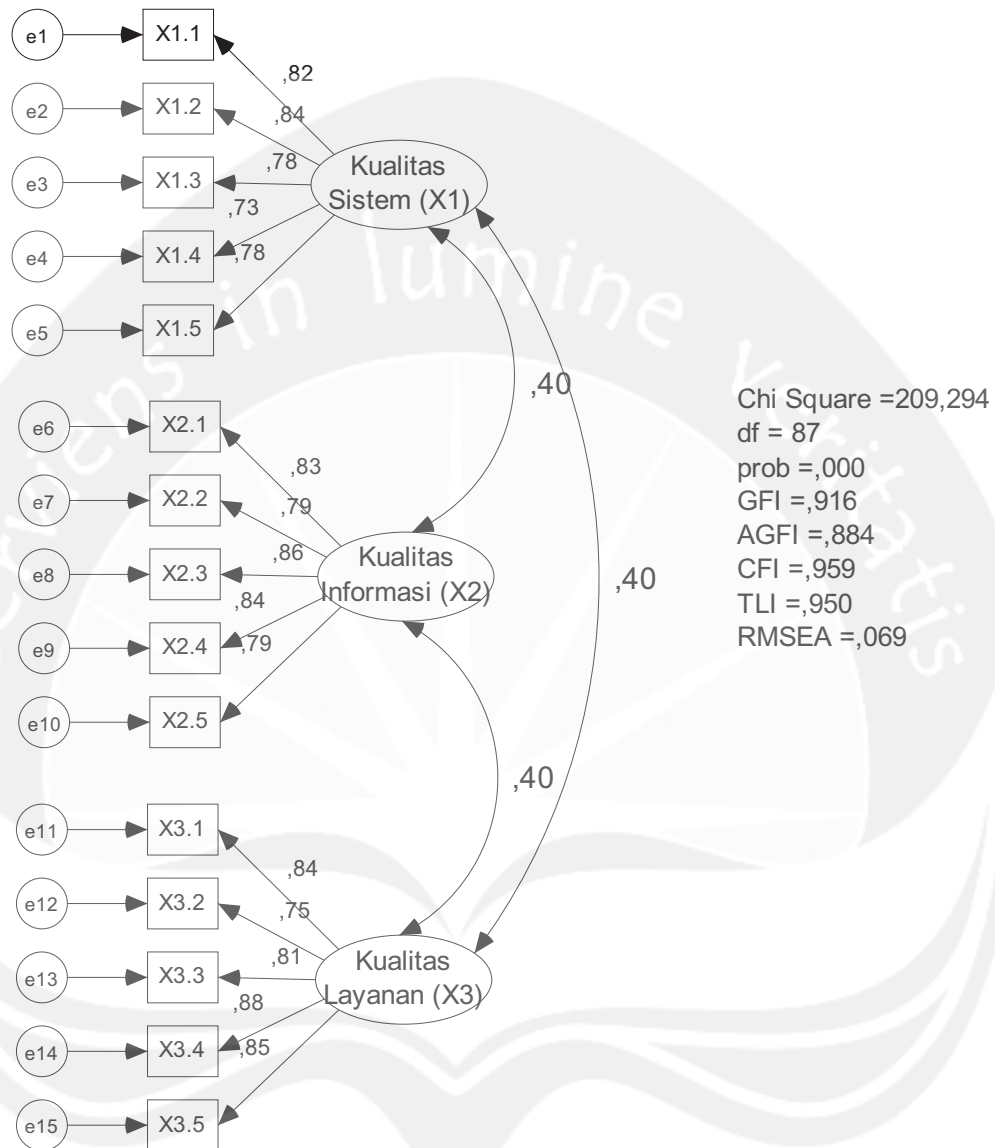 e1
X1.1
,82
e2
X1.2
,84
e3
X1.3
,78
Kualitas
Sistem (X1)
,73
e4
X1.4
,78
e5
X1.5
,40
e6
X2.1
,83
e7
X2.2
,79
e8
X2.3
,86
Kualitas
Informasi (X2)
,84
e9
X2.4
,79
e10
X2.5
,40
,40
e11
X3.1
,84
e12
X3.2
,75
e13
X3.3
,81
Kualitas
Layanan (X3)
,88
e14
X3.4
,85
e15
X3.5
Chi Square =209,294
df = 87
prob =,000
GFI =,916
AGFI =,884
CFI =,959
TLI =,950
RMSEA =,069
in lumine veritatis